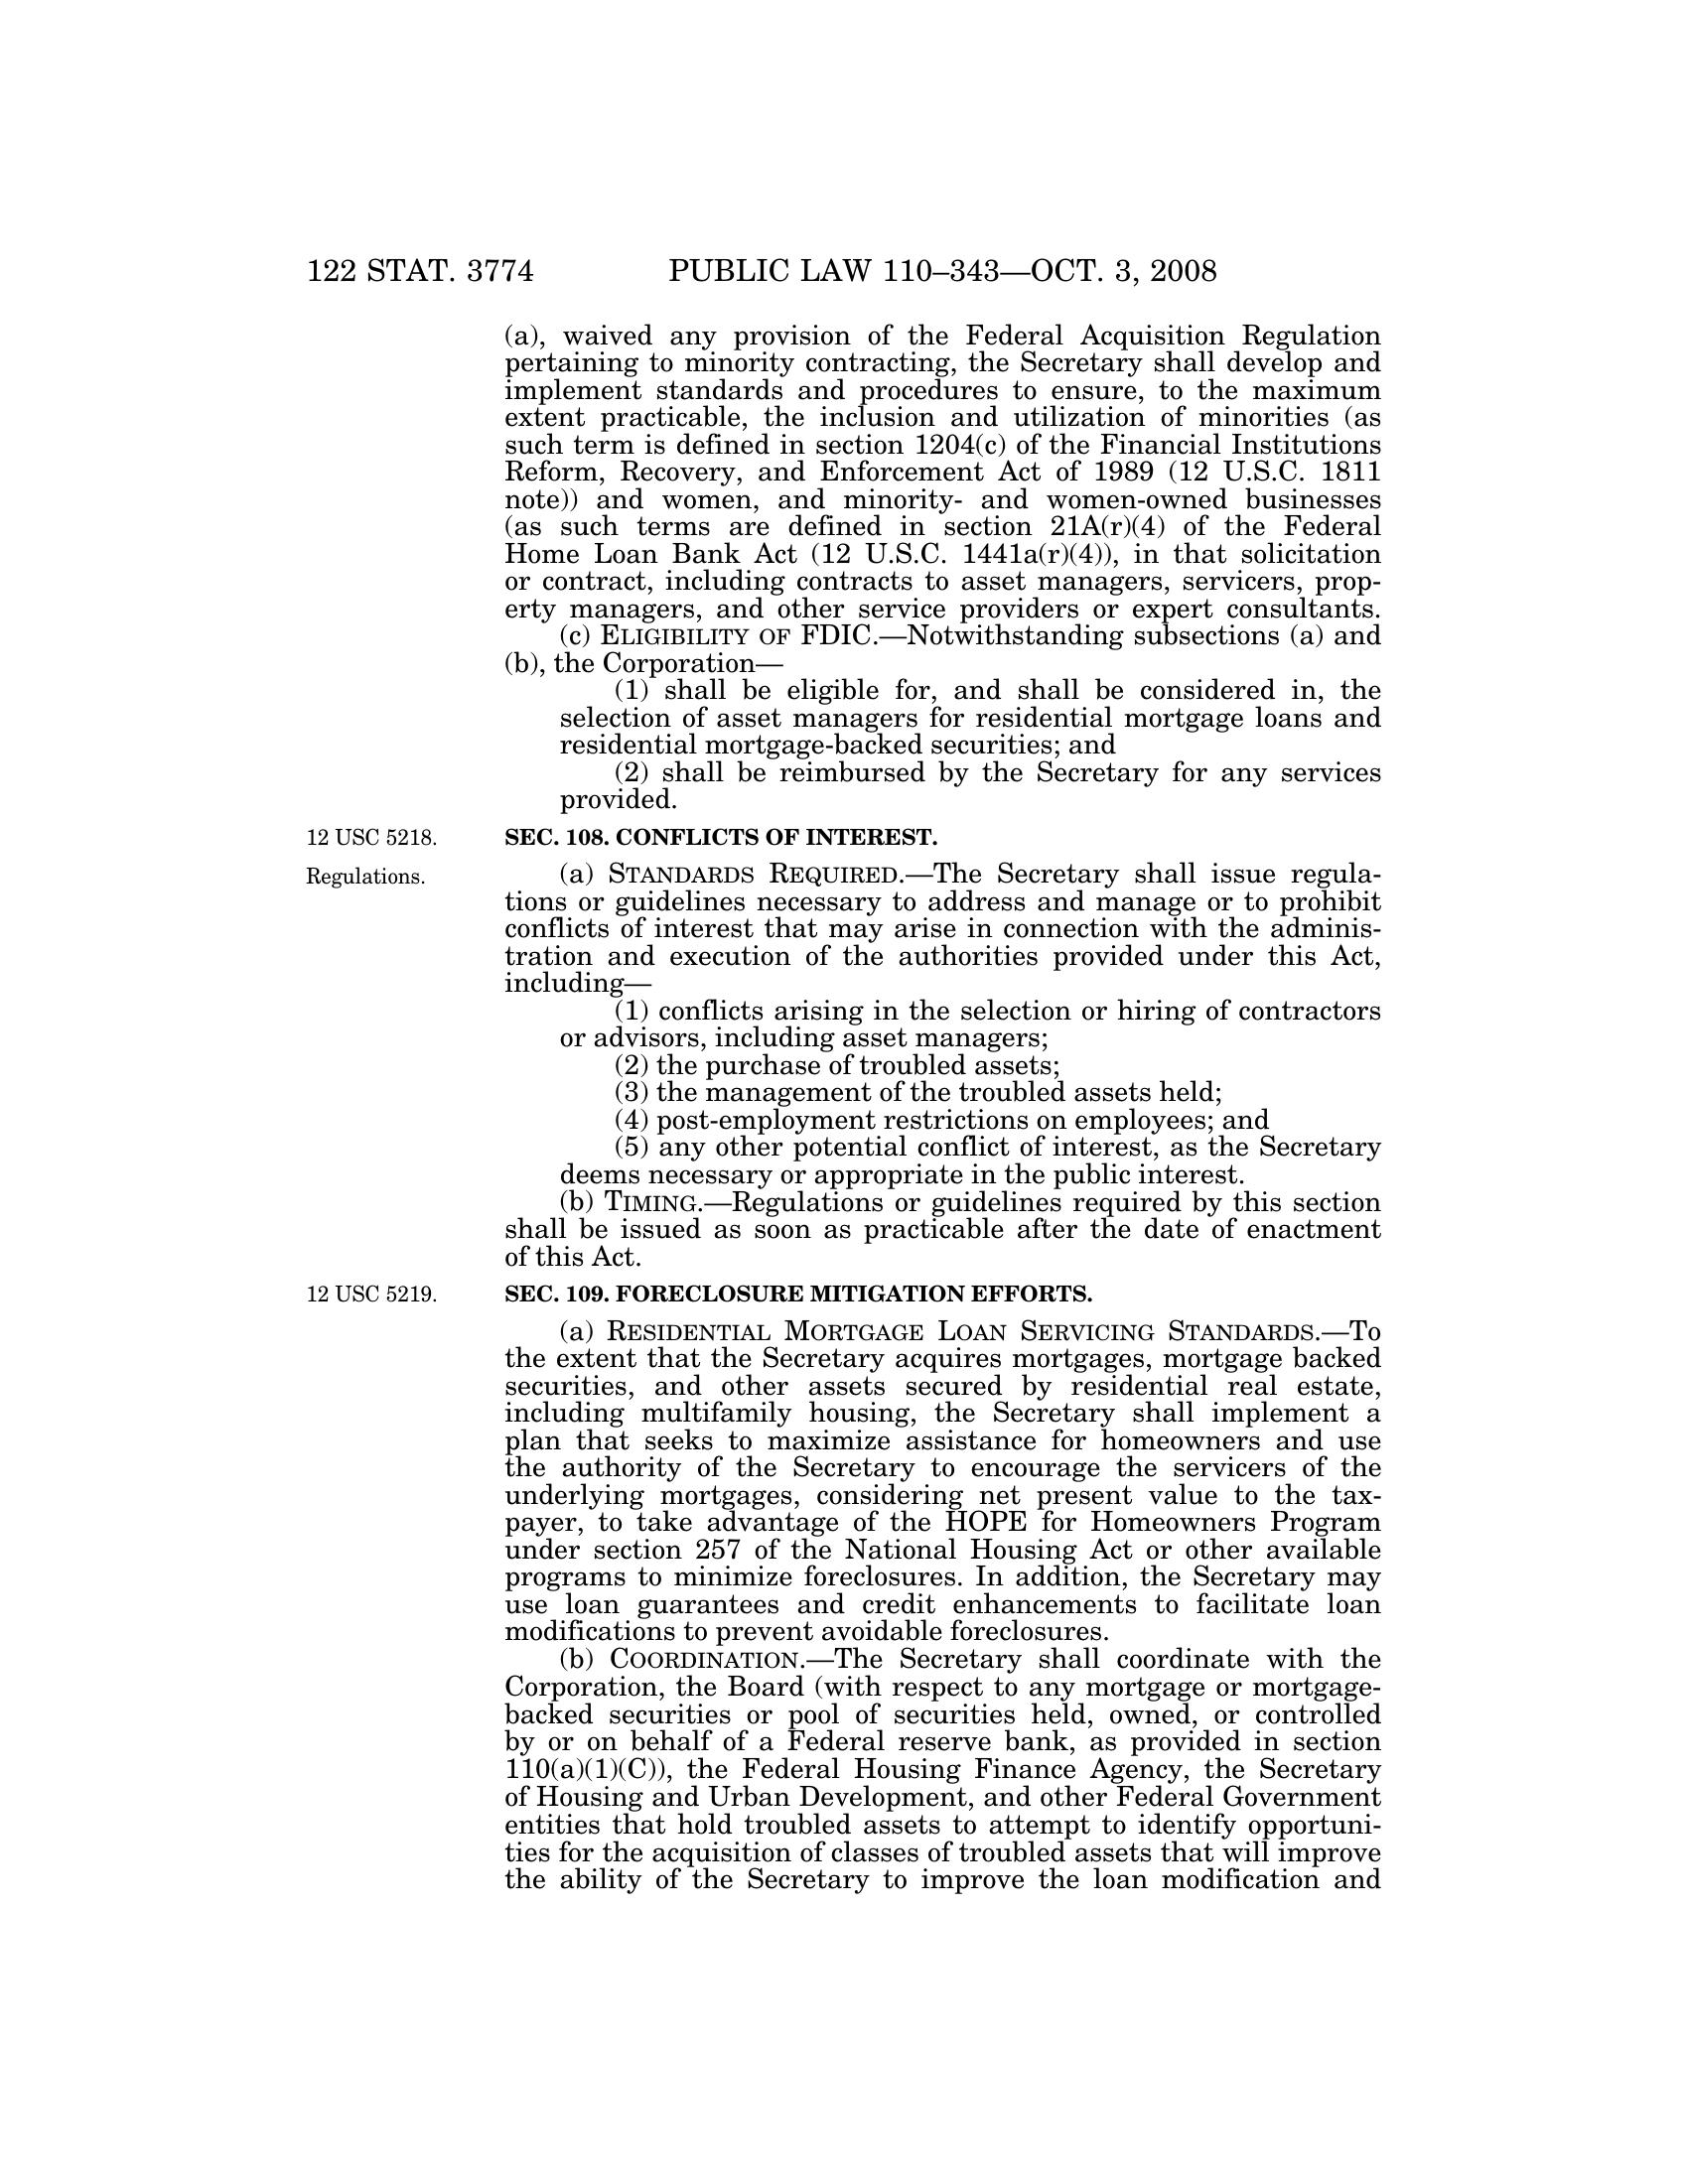 122 STAT. 3774 PUBLIC LAW 110–343—OCT. 3, 2008
(a), waived any provision of the Federal Acquisition Regulation
pertaining to minority contracting, the Secretary shall develop and
implement standards and procedures to ensure, to the maximum
extent practicable, the inclusion and utilization of minorities (as
such term is defined in section 1204(c) of the Financial Institutions
Reform, Recovery, and Enforcement Act of 1989 (12 U.S.C. 1811
note)) and women, and minority- and women-owned businesses
(as such terms are defined in section 21A(r)(4) of the Federal
Home Loan Bank Act (12 U.S.C. 1441a(r)(4)), in that solicitation
or contract, including contracts to asset managers, servicers, prop-
erty managers, and other service providers or expert consultants.
(c) ELIGIBILITY OF FDIC.—Notwithstanding subsections (a) and
(b), the Corporation—
(1) shall be eligible for, and shall be considered in, the
selection of asset managers for residential mortgage loans and
residential mortgage-backed securities; and
(2) shall be reimbursed by the Secretary for any services
provided.
12 USC 5218. SEC. 108. CONFLICTS OF INTEREST.
Regulations. (a) STANDARDS REQUIRED.—The Secretary shall issue regula-
tions or guidelines necessary to address and manage or to prohibit
conflicts of interest that may arise in connection with the adminis-
tration and execution of the authorities provided under this Act,
including—
(1) conflicts arising in the selection or hiring of contractors
or advisors, including asset managers;
(2) the purchase of troubled assets;
(3) the management of the troubled assets held;
(4) post-employment restrictions on employees; and
(5) any other potential conflict of interest, as the Secretary
deems necessary or appropriate in the public interest.
(b) TIMING.—Regulations or guidelines required by this section
shall be issued as soon as practicable after the date of enactment
of this Act.
12 USC 5219. SEC. 109. FORECLOSURE MITIGATION EFFORTS.
(a) RESIDENTIAL MORTGAGE LOAN SERVICING STANDARDS.—To
the extent that the Secretary acquires mortgages, mortgage backed
securities, and other assets secured by residential real estate,
including multifamily housing, the Secretary shall implement a
plan that seeks to maximize assistance for homeowners and use
the authority of the Secretary to encourage the servicers of the
underlying mortgages, considering net present value to the tax-
payer, to take advantage of the HOPE for Homeowners Program
under section 257 of the National Housing Act or other available
programs to minimize foreclosures. In addition, the Secretary may
use loan guarantees and credit enhancements to facilitate loan
modifications to prevent avoidable foreclosures.
(b) COORDINATION.—The Secretary shall coordinate with the
Corporation, the Board (with respect to any mortgage or mortgage-
backed securities or pool of securities held, owned, or controlled
by or on behalf of a Federal reserve bank, as provided in section
110(a)(1)(C)), the Federal Housing Finance Agency, the Secretary
of Housing and Urban Development, and other Federal Government
entities that hold troubled assets to attempt to identify opportuni-
ties for the acquisition of classes of troubled assets that will improve
the ability of the Secretary to improve the loan modification and